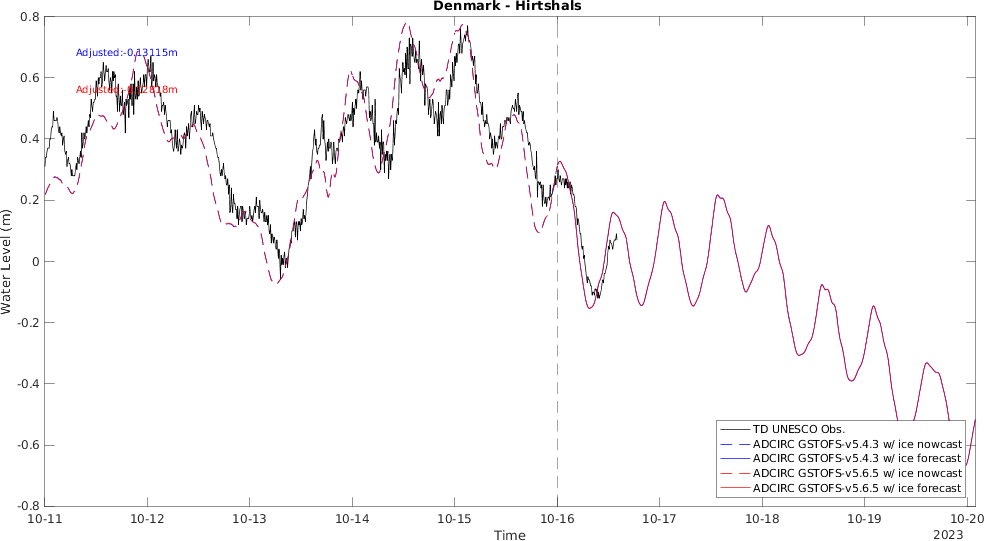 Denmark - Hirtshals
0.8
Adjusted:-0.13115m
0.6
Adjusted:
0.4
0.2
0
-0.2
-0.4
-0.6
-0.8
Water Level (m)
TD UNESCO Obs.
ADCIRC GSTOFS-v5.4.3 w/ ice nowcast
ADCIRC GSTOFS-v5.4.3 w/ ice forecast
ADCIRC GSTOFS-v5.6.5 w/ ice nowcast
ADCIRC GSTOFS-v5.6.5 w/ ice forecast
10-11 10-12 10-13 10-14 10-15 10-16 10-17 10-18 10-19 10-20
Time
2023